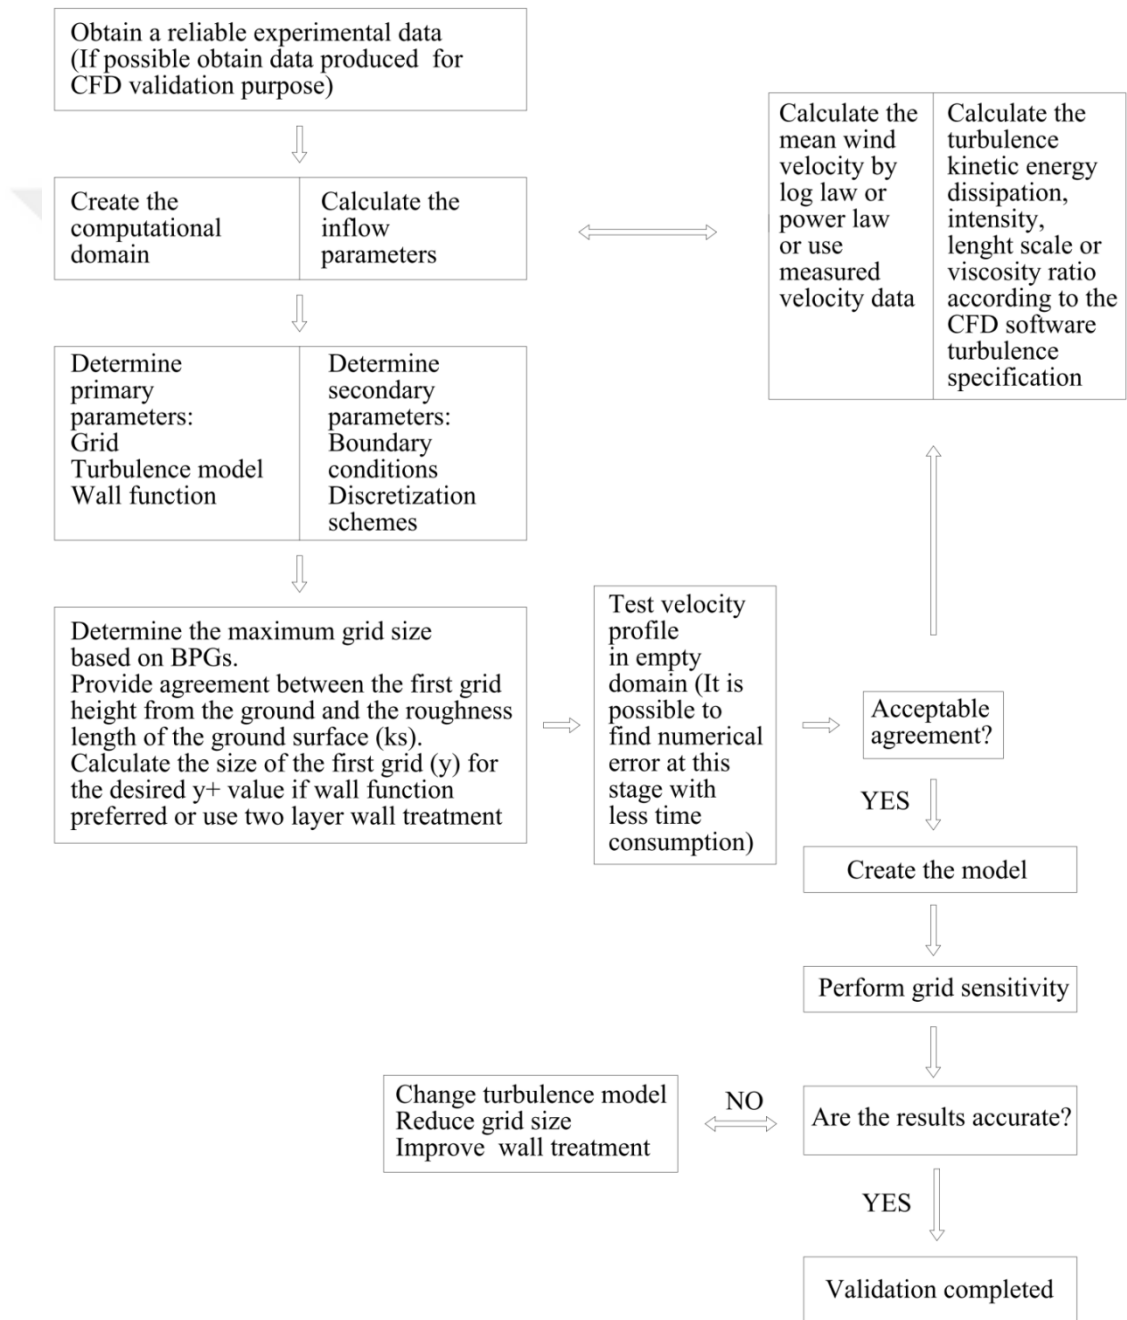 Obtain a reliable experimental data
(If possible obtain data produced for
CFD validation purpose)
Create the
computational
domain
Calculate the
inflow
parameters
Calculate the
mean wind
velocity by
log law or
power law
or use
measured
velocity data
Calculate the
turbulence
kinetic energy
dissipation,
intensity,
lenght scale or
viscosity ratio
according to the
CFD software
turbulence
specification
Determine
primary
parameters:
Grid
Turbulence model
Wall function
Determine
secondary
parameters:
Boundary
conditions
Discretization
schemes
Determine the maximum grid size
based on BPGs.
Provide agreement between the first grid
height from the ground and the roughness
length of the ground surface (ks).
Calculate the size of the first grid (y) for
the desired y+ value if wall function
preferred or use two layer wall treatment
Test velocity
profile
in empty
domain (It is
possible to
find numerical
error at this
stage with
less time
consumption)
Acceptable
agreement?
YES
Create the model
Perform grid sensitivity
Are the results accurate?
NO
Change turbulence model
Reduce grid size
Improve wall treatment
YES
Validation completed